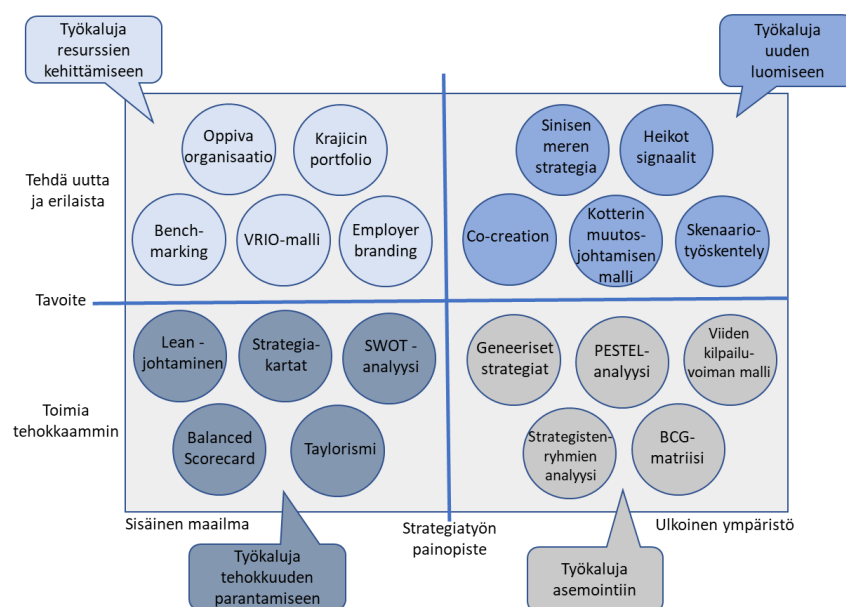 Työkaluja
resurssien
kehittämiseen
Työkaluja
uuden
luomiseen
Tehdä uutta
ja erilaista
Oppiva
organisaatio
Krajicin
portfolio
Bench-
marking
VRIO-malli
Employer
branding
Sinisen
meren
strategia
Heikot
signaalit
Co-creation
Kotterin
muutos-
johtamisen
malli
Skenaario-
työskentely
Tavoite
Toimia
tehokkaammin
Lean -
johtaminen
Strategia-
kartat
SWOT -
analyysi
Balanced
Scorecard
Taylorismi
Geneeriset
strategiat
PESTEL-
analyysi
Viiden
kilpailu-
voiman malli
Strategisten-
ryhmien
analyysi
BCG-
matriisi
Sisäinen maailma
Strategiatyön
painopiste
Ulkoinen ympäristö
Työkaluja
tehokkuuden
parantamiseen
Työkaluja
asemointiin